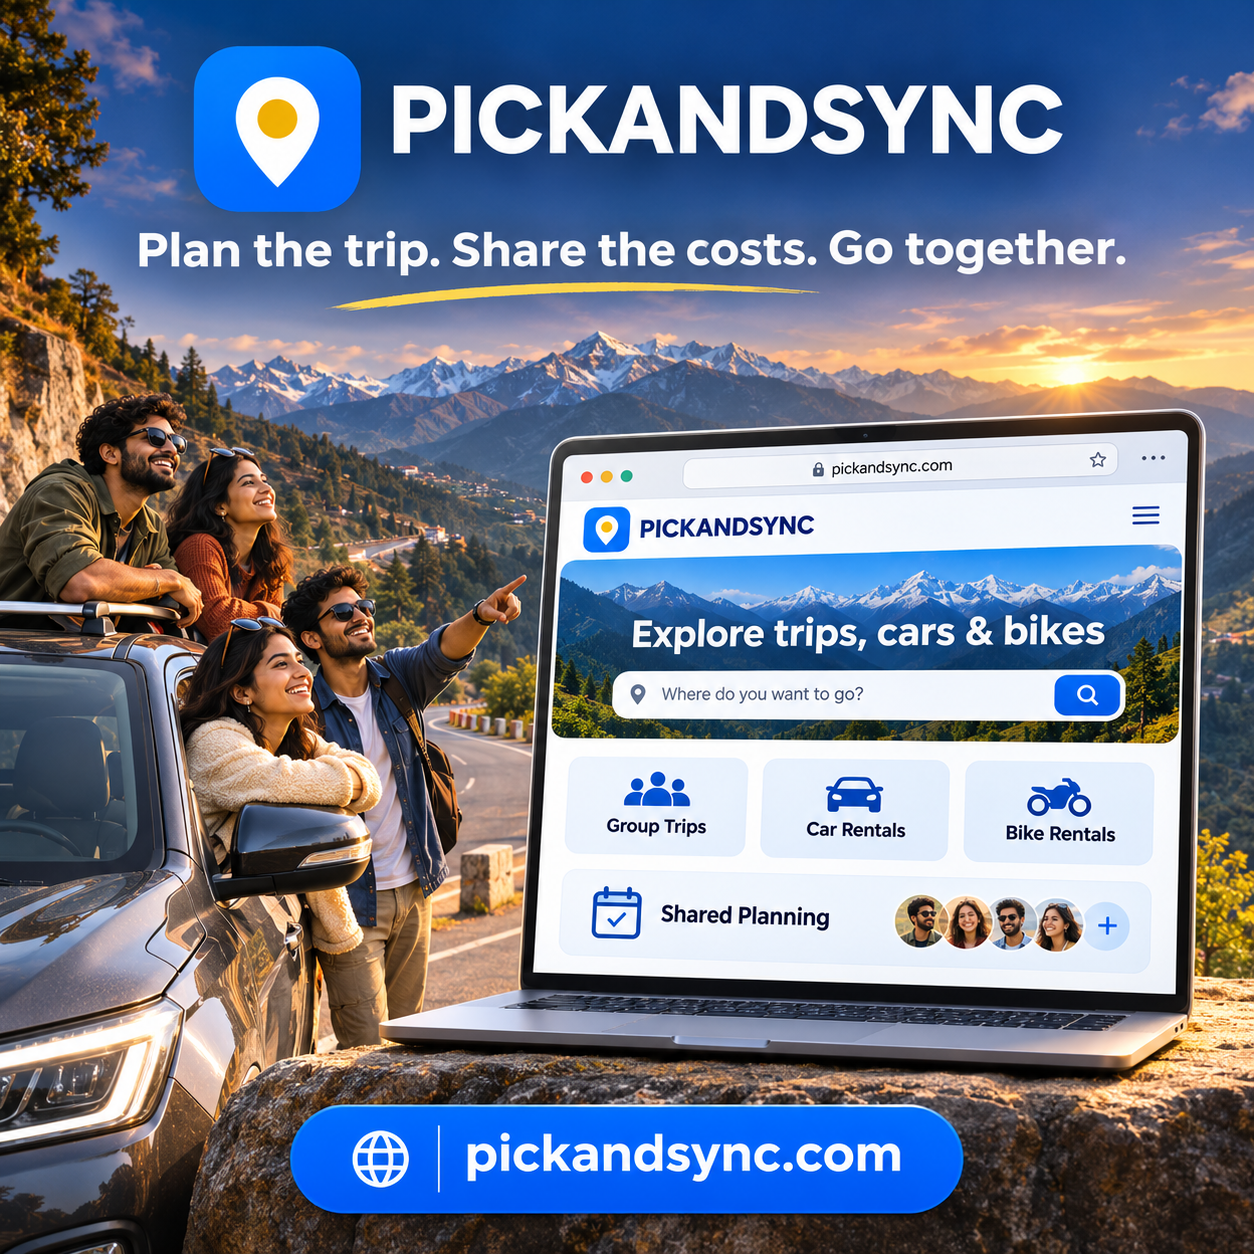 PICKANDSYNC
Plan the trip. Share the costs. Go together.
pickandsync.com
PICKANDSYNC
Explore trips, cars & bikes
Where do you want to go?
Group Trips
Car Rentals
Bike Rentals
Shared Planning
pickandsync.com